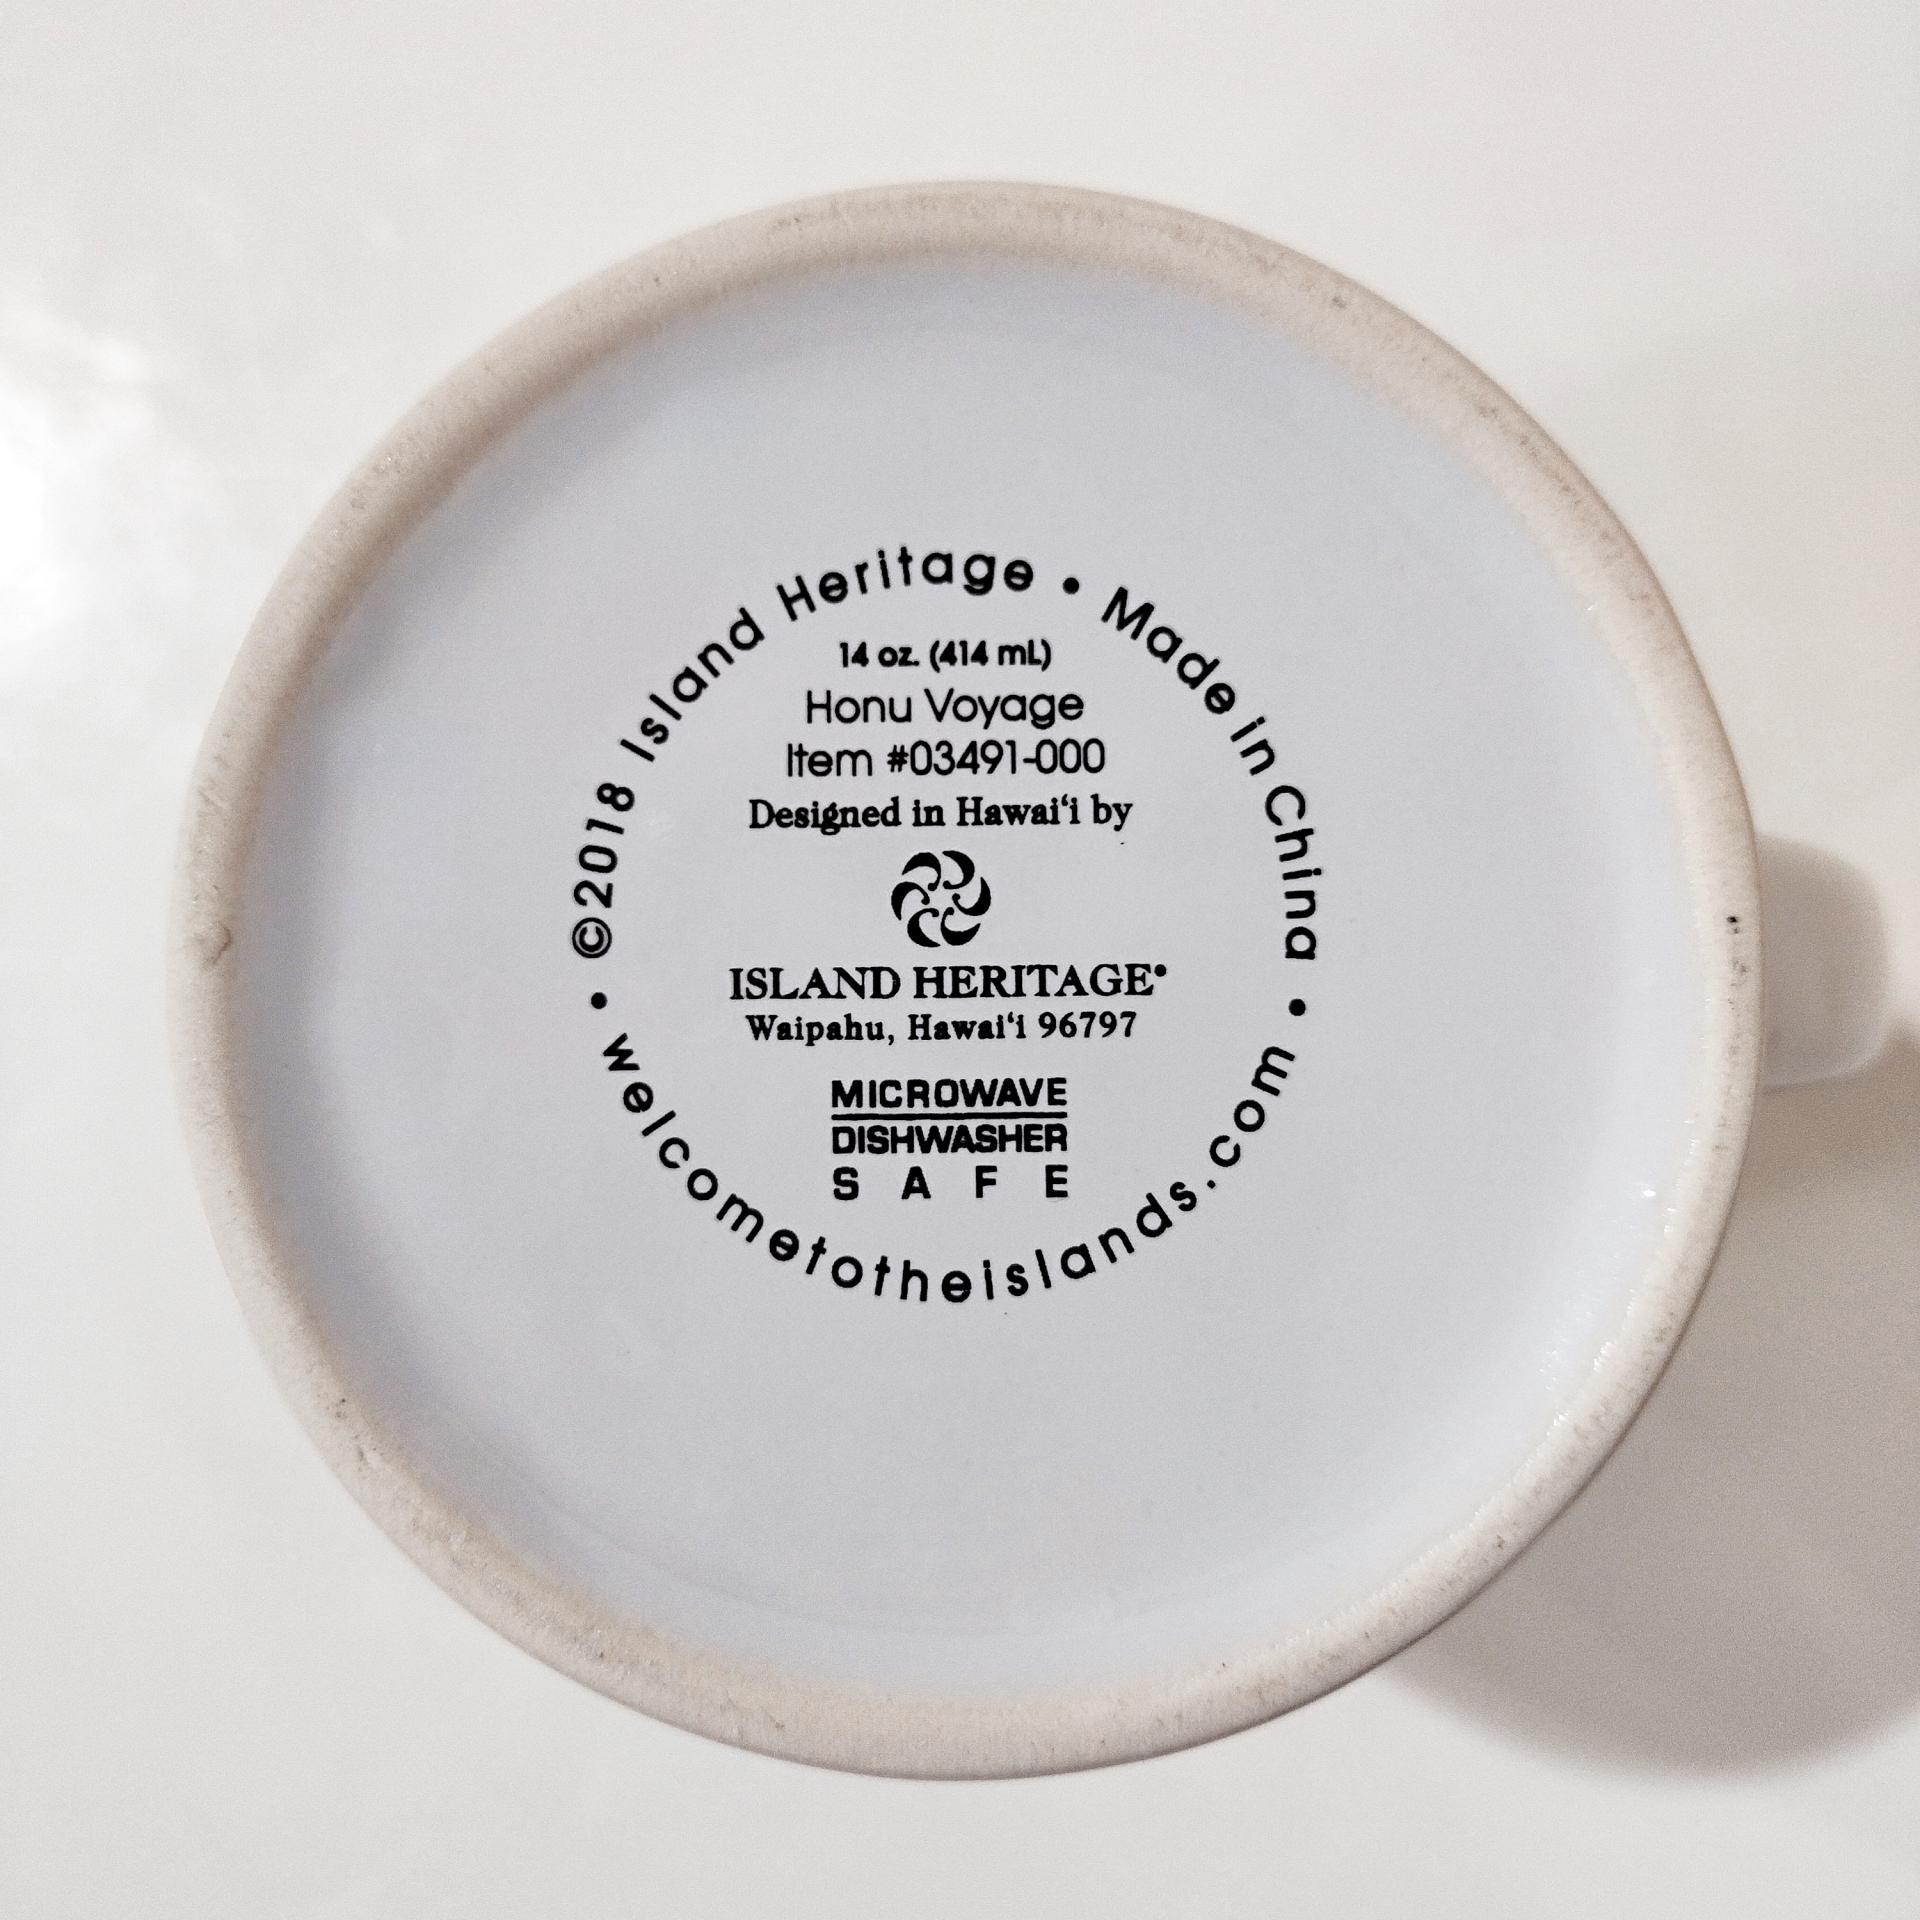 ©2018 Island Heritage • Made in China •
14 oz. (414 mL)
Honu Voyage
Item #03491-000
Designed in Hawai‘i by
ISLAND HERITAGE®
Waipahu, Hawai‘i 96797
MICROWAVE
DISHWASHER
SAFE
welcometotheislands.com •